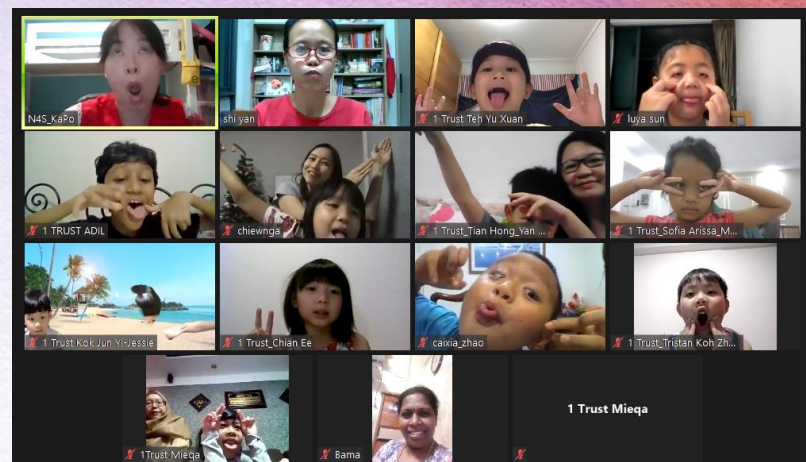 N4S_KaPo
shi yan
1 Trust Teh Yu Xuan
luya sun
1 TRUST ADIL
chiewnga
1 Trust_Tian Hong_Yan ...
1 Trust_Sofia Arissa_M...
1 Trust Kok Jun Yi-Jessie
1 Trust_Chian Ee
caixia_zhao
1 Trust_Tristan Koh Zh...
1Trust Mieqa
Bama
1 Trust Mieqa